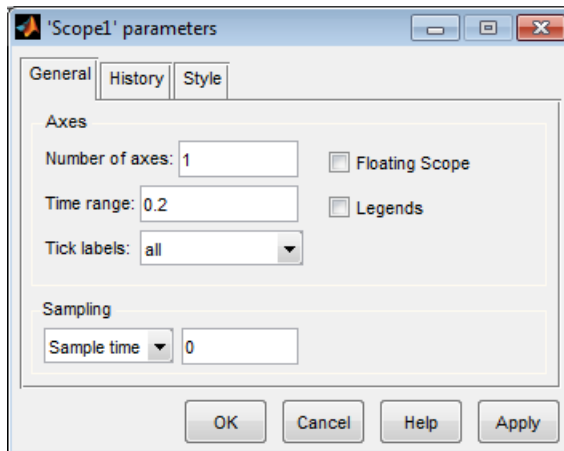 'Scope1' parameters
General History Style
Axes
Number of axes: 1 Floating Scope
Time range: 0.2 Legends
Tick labels: all
Sampling
Sample time 0
OK Cancel Help Apply